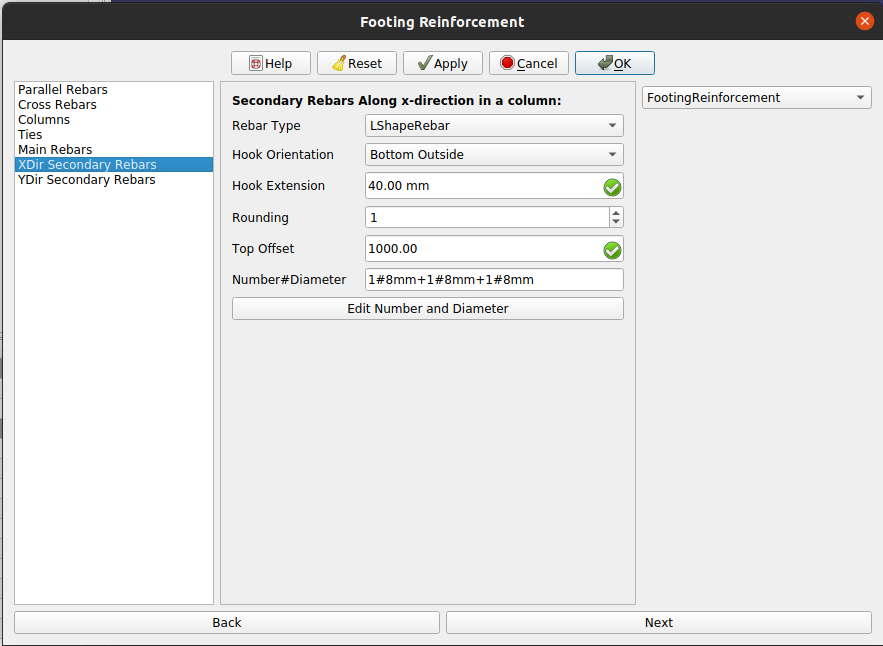 Footing Reinforcement
Help Reset Apply Cancel OK
Parallel Rebars
Cross Rebars
Columns
Ties
Main Rebars
XDir Secondary Rebars
YDir Secondary Rebars
Secondary Rebars Along x-direction in a column:
Rebar Type LShapeRebar
Hook Orientation Bottom Outside
Hook Extension 40.00 mm
Rounding 1
Top Offset 1000.00
Number#Diameter 1#8mm+1#8mm+1#8mm
Edit Number and Diameter
FootingReinforcement
Back Next